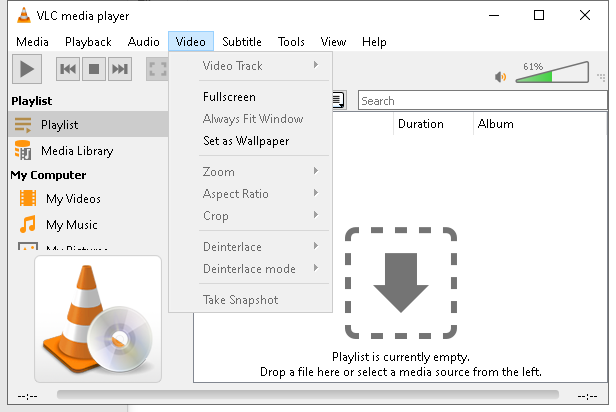 VLC media player
Media Playback Audio Video Subtitle Tools View Help
Video Track
Fullscreen
Always Fit Window
Set as Wallpaper
Zoom
Aspect Ratio
Crop
Deinterlace
Deinterlace mode
Take Snapshot
61%
Playlist
Playlist
Media Library
My Computer
My Videos
My Music
My Pictures
Search
Duration Album
Playlist is currently empty.
Drop a file here or select a media source from the left.
--:-- --:--